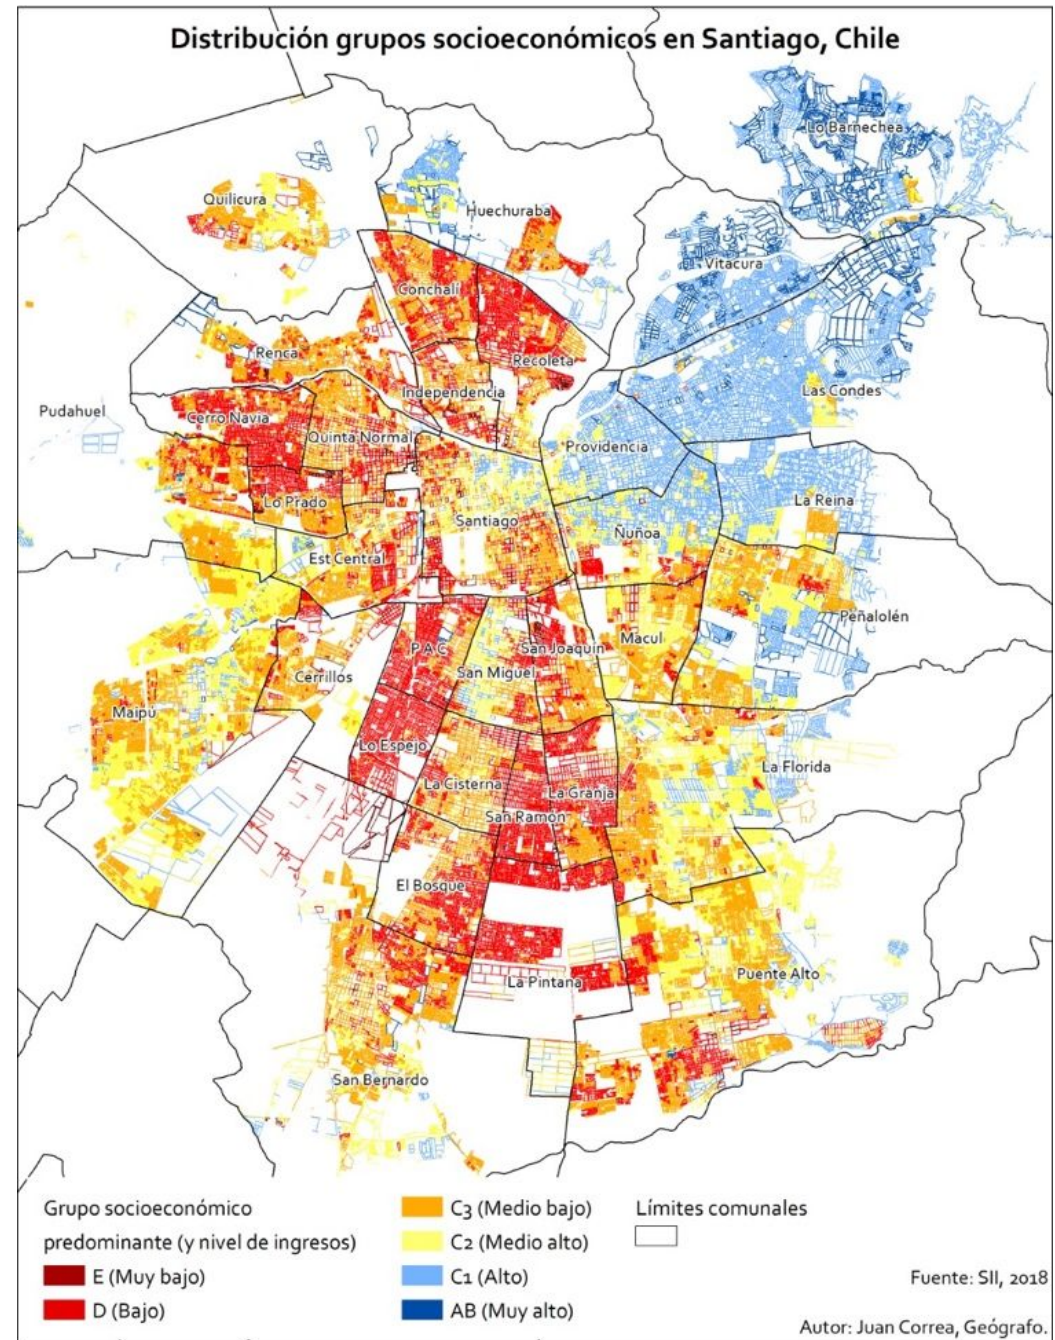 Distribución grupos socioeconómicos en Santiago, Chile
Lo Barnechea
Quilicura
Huechuraba
Vitacura
Conchalí
Renca
Recoleta
Independencia
Las Condes
Pudahuel
Cerro Navia
Quinta Normal
Providencia
Lo Prado
La Reina
Santiago
Ñuñoa
Est Central
Peñalolén
Macul
P A C
San Joaquín
San Miguel
Cerrillos
Maipú
Lo Espejo
La Florida
La Cisterna
La Granja
San Ramón
El Bosque
Puente Alto
La Pintana
San Bernardo
Grupo socioeconómico
predominante (y nivel de ingresos)
E (Muy bajo)
D (Bajo)
C3 (Medio bajo)
C2 (Medio alto)
C1 (Alto)
AB (Muy alto)
Límites comunales
Fuente: SII, 2018
Autor: Juan Correa, Geógrafo.